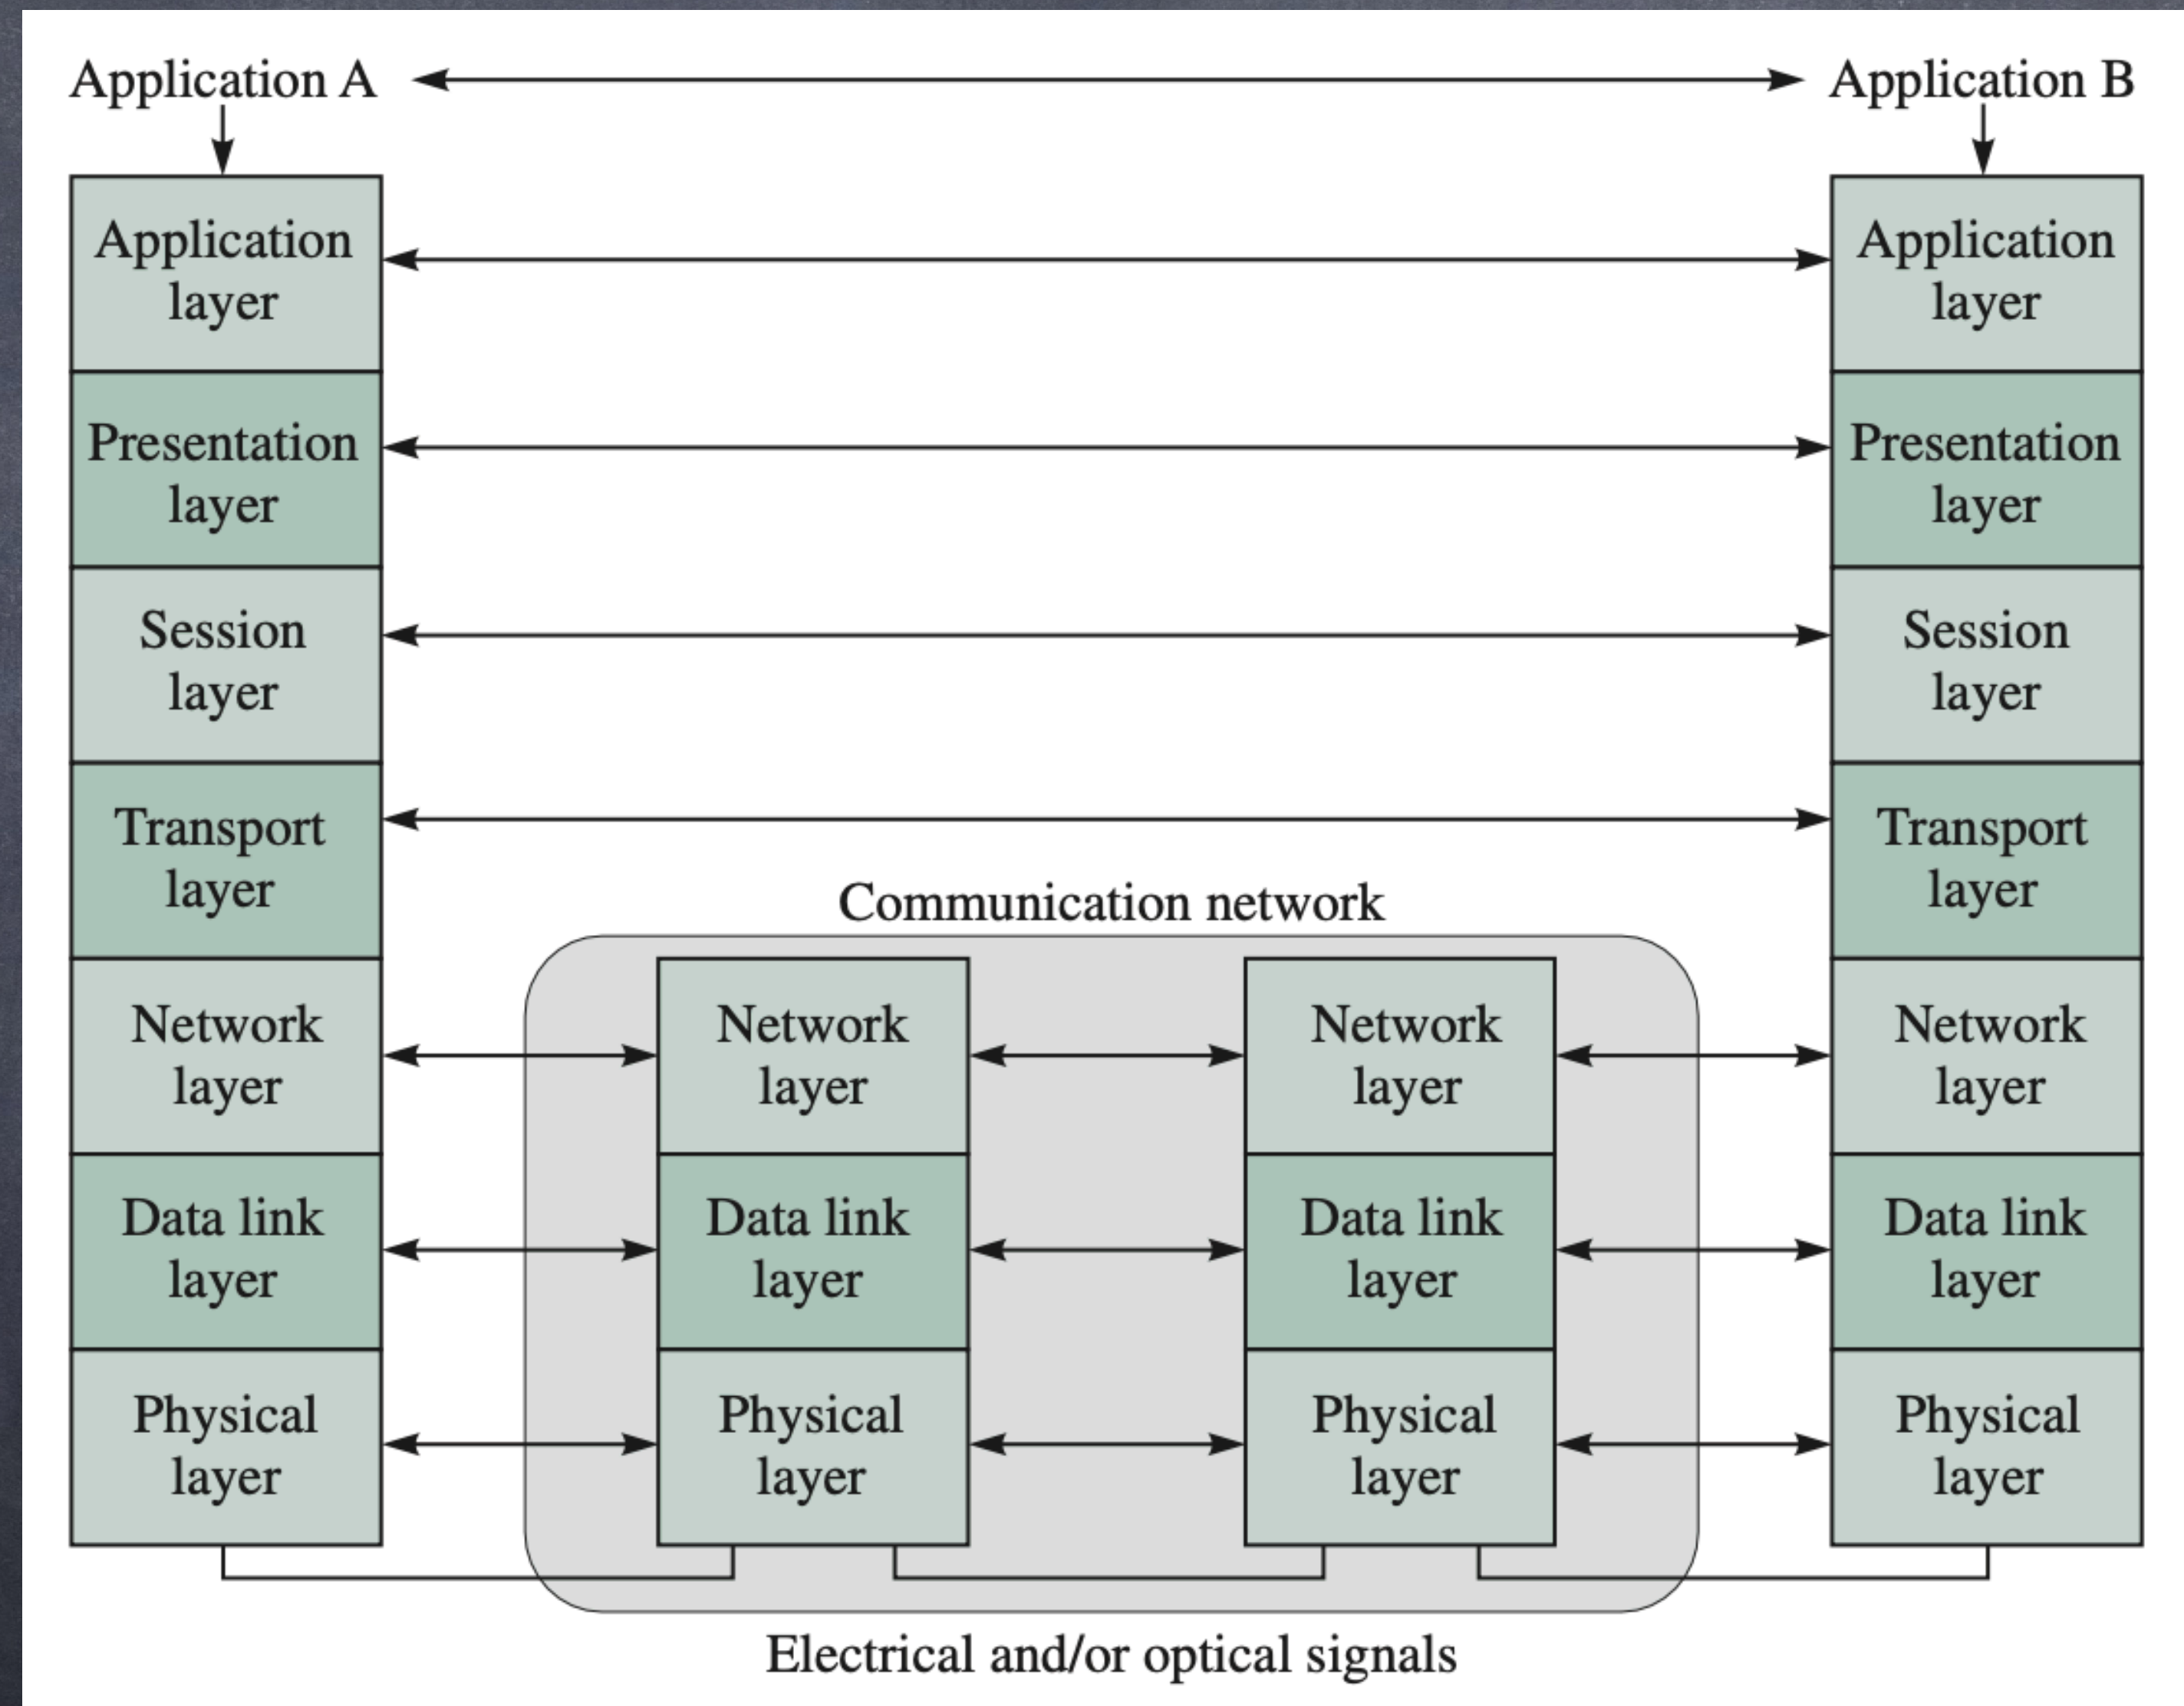 Application A
Application B
Application
layer
Application
layer
Presentation
layer
Presentation
layer
Session
layer
Session
layer
Transport
layer
Transport
layer
Communication network
Network
layer
Network
layer
Network
layer
Network
layer
Data link
layer
Data link
layer
Data link
layer
Data link
layer
Physical
layer
Physical
layer
Physical
layer
Physical
layer
Electrical and/or optical signals